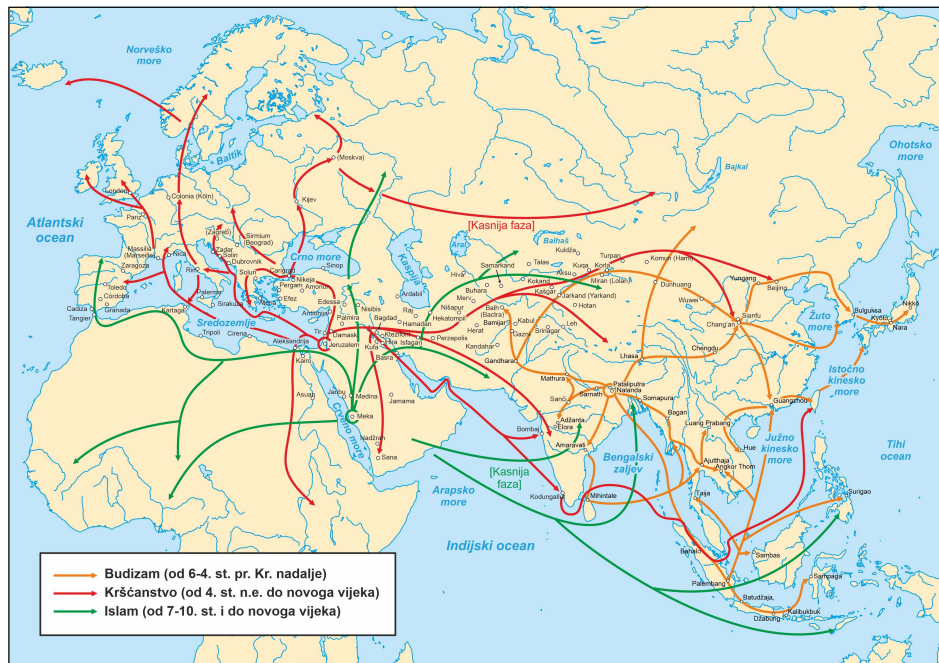 Norveško
more
Ohotsko
more
Baltik
(Moskva)
Bajkal
London
Colonia (Köln)
Kijev
Pariz
Atlantski
ocean
[Kasnija faza]
(Zagreb)
Sirmium
(Beograd)
Zadar
Solin
Dubrovnik
Massilia
(Marseille)
Nica
Zaragoza
Rim
Solun
Carigrad
Crno more
Sinop
Nikeja
Pergam
Amorion
Efez
Atena
Antiohija
Edessa
Nisibis
Aral
Kaspijsko
Balhaš
Kuldža
Talas
Turpan
Komun (Hami)
Samarkand
Hiva
Kokand
Aksu
Kuqa
Korla
Miran (Lolan)
Dunhuang
Yungang
Beijing
Buhara
Kašgar
Jarkand (Yarkand)
Hotan
Wuwei
Toledo
Córdoba
Granada
Cadiza
Tangier
Palermo
Sirakuza
Kartaga
Sredozemlje
Tripoli
Cirena
Aleksandrija
Kairo
Tir
Damask
Jeruzalem
Palmira
Bagdad
Ktezifont
Kufa
Hira
Basra
Isfagan
Ardabil
Raj
Hamadan
Hekatompil
Nišapur
Merv
Perzepolis
Balh
(Bactra)
Bamijan
Herat
Kabul
Gazni
Kandahar
Srinagar
Leh
Gandhara
Sianfu
Chang'an
Chengdu
Lhasa
Žuto
more
Bulguksa
Kyoto
Nikko
Nara
Istočno
kinesko
more
Asuan
Janbu
Medina
Meka
Jamama
Crveno more
Nadžran
Sana
Mathura
Sanči
Sarnath
Pataliputra
Nalanda
Somapura
Adžanta
Elora
Bombaj
Amaravati
Bagan
Luang Prabang
Guangzhou
Hue
Južno
kinesko
more
Ajutthaja
Angkor Thom
Bengalski
zaljev
Tihi
ocean
[Kasnija
faza]
Arapsko
more
Kodungallur
Mihintale
Taija
Surigao
Indijski ocean
Sambas
Palembang
Sampaga
Batudžaja,
Kalibukbuk
Džabung
Budizam (od 6-4. st. pr. Kr. nadalje)
Kršćanstvo (od 4. st. n.e. do novoga vijeka)
Islam (od 7-10. st. i do novoga vijeka)